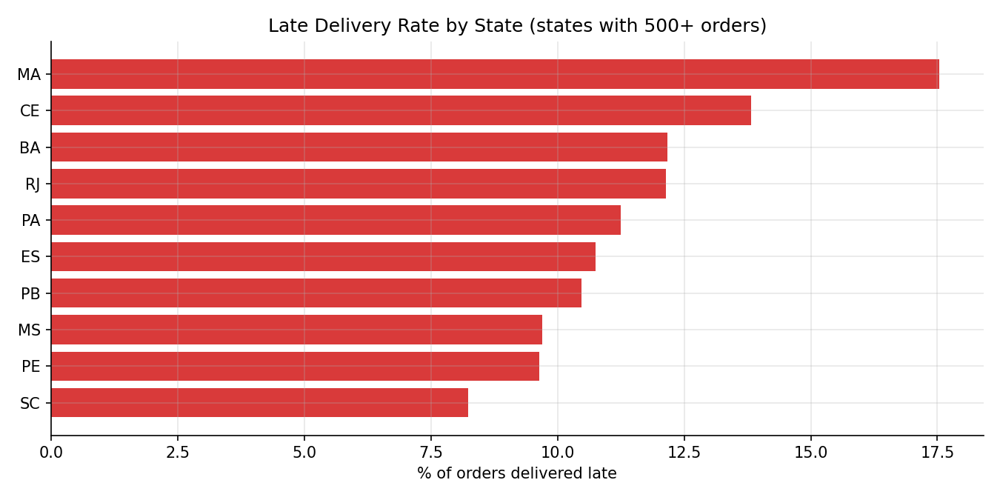 Late Delivery Rate by State (states with 500+ orders)
MA
CE
BA
RJ
PA
ES
PB
MS
PE
SC
0.0 2.5 5.0 7.5 10.0 12.5 15.0 17.5
% of orders delivered late